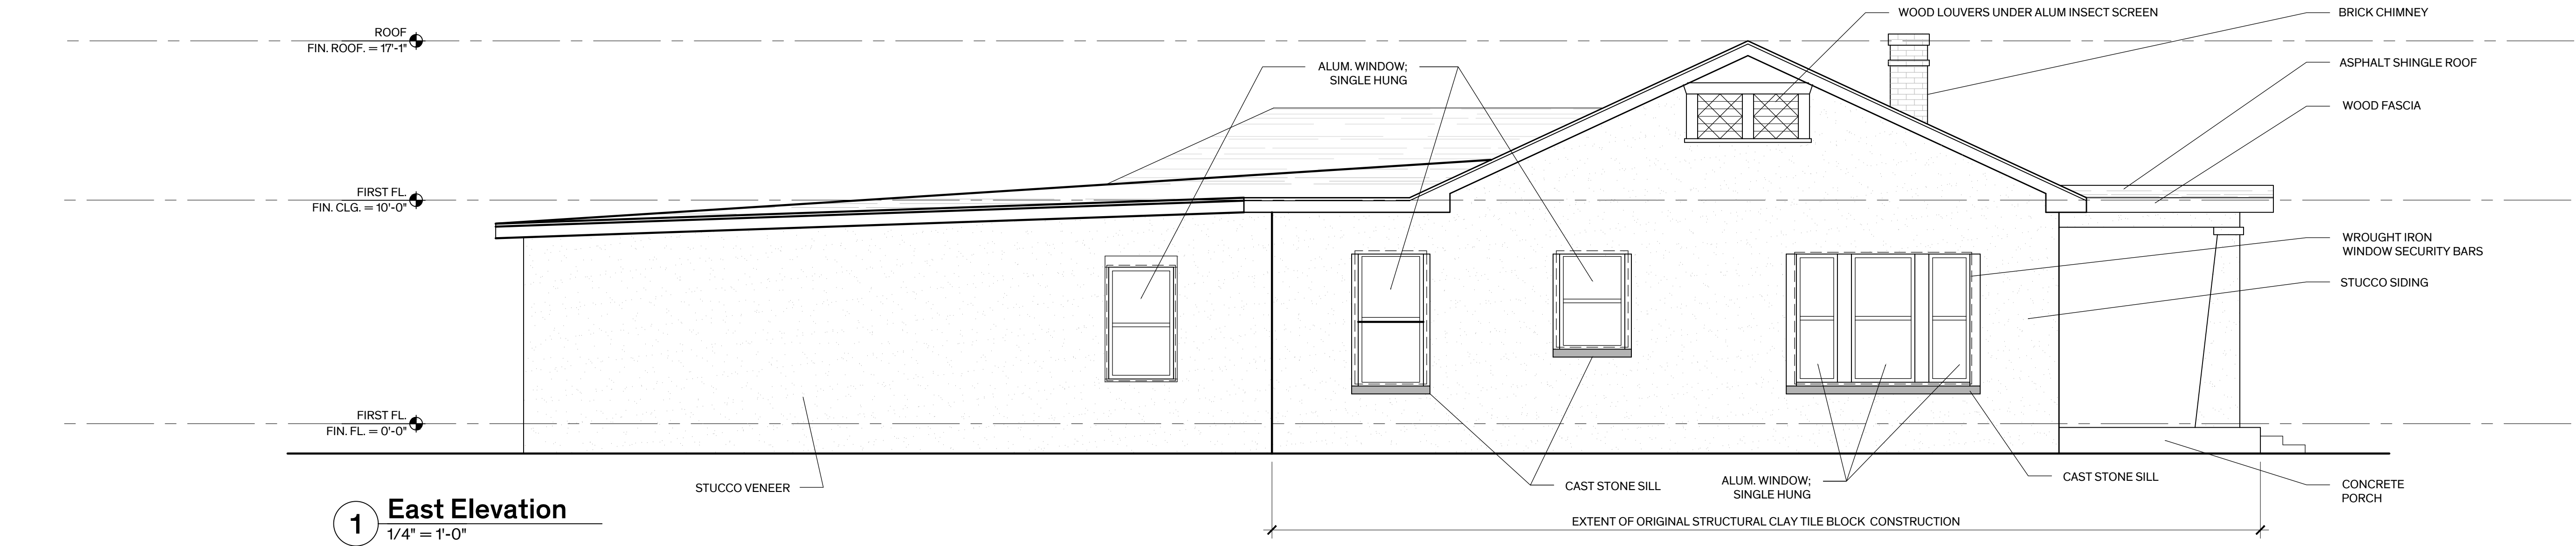 ROOF
FIN. ROOF. = 17'-1"
FIRST FL.
FIN. CLG. = 10'-0"
FIRST FL.
FIN. FL. = 0'-0"
ALUM. WINDOW;
SINGLE HUNG
WOOD LOUVERS UNDER ALUM INSECT SCREEN
BRICK CHIMNEY
ASPHALT SHINGLE ROOF
WOOD FASCIA
WROUGHT IRON
WINDOW SECURITY BARS
STUCCO SIDING
STUCCO VENEER
CAST STONE SILL
ALUM. WINDOW;
SINGLE HUNG
CAST STONE SILL
CONCRETE
PORCH
EXTENT OF ORIGINAL STRUCTURAL CLAY TILE BLOCK CONSTRUCTION
1
East Elevation
1/4" = 1'-0"